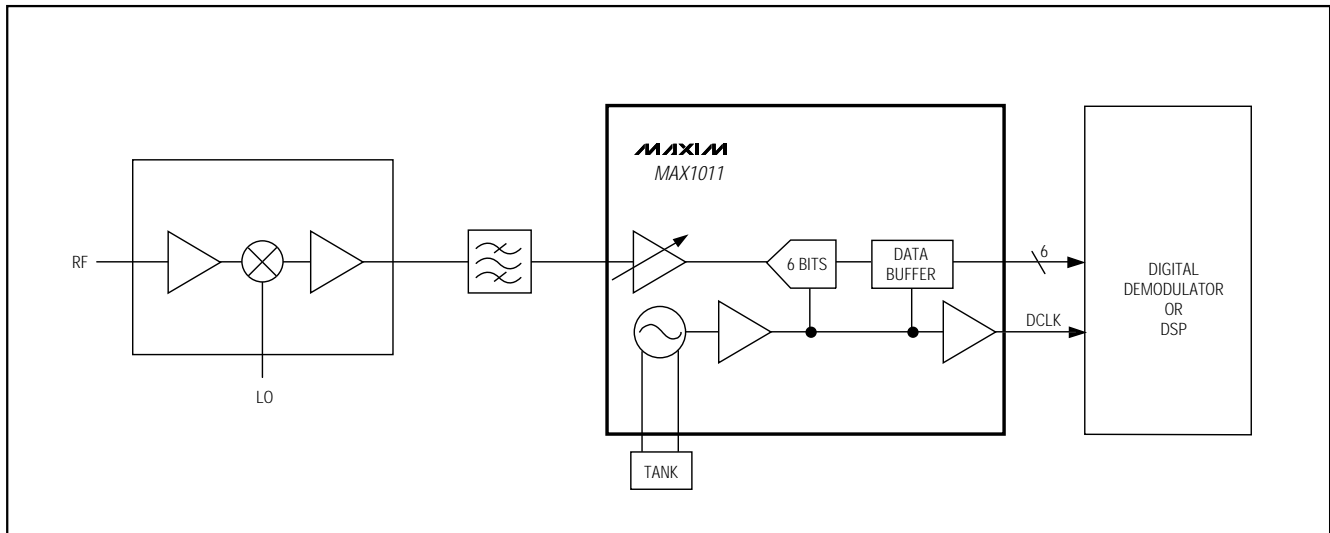 MAXIM
MAX1011
RF
LO
6 BITS
DATA
BUFFER
6
DCLK
TANK
DIGITAL
DEMODULATOR
OR
DSP